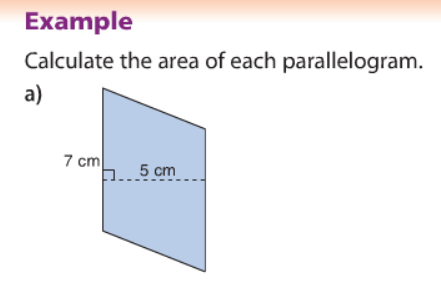 Example
Calculate the area of each parallelogram.
a)
7 cm
5 cm